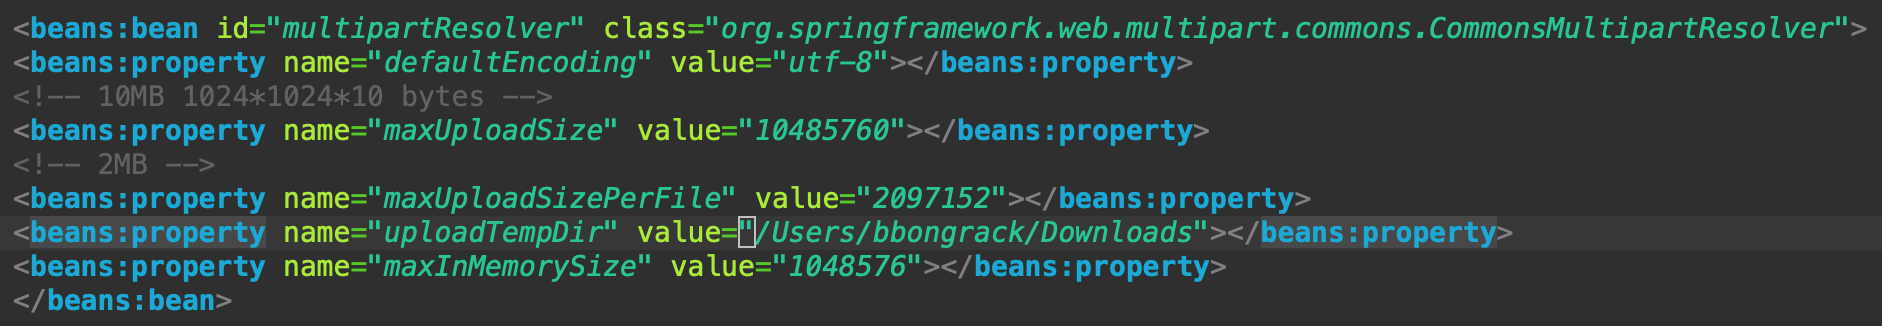 <beans:bean id="multipartResolver" class="org.springframework.web.multipart.commons.CommonsMultipartResolver">
<beans:property name="defaultEncoding" value="utf-8"></beans:property>
<!-- 10MB 1024*1024*10 bytes -->
<beans:property name="maxUploadSize" value="10485760"></beans:property>
<!-- 2MB -->
<beans:property name="maxUploadSizePerFile" value="2097152"></beans:property>
<beans:property name="uploadTempDir" value="/Users/bbongrack/Downloads"></beans:property>
<beans:property name="maxInMemorySize" value="1048576"></beans:property>
</beans:bean>